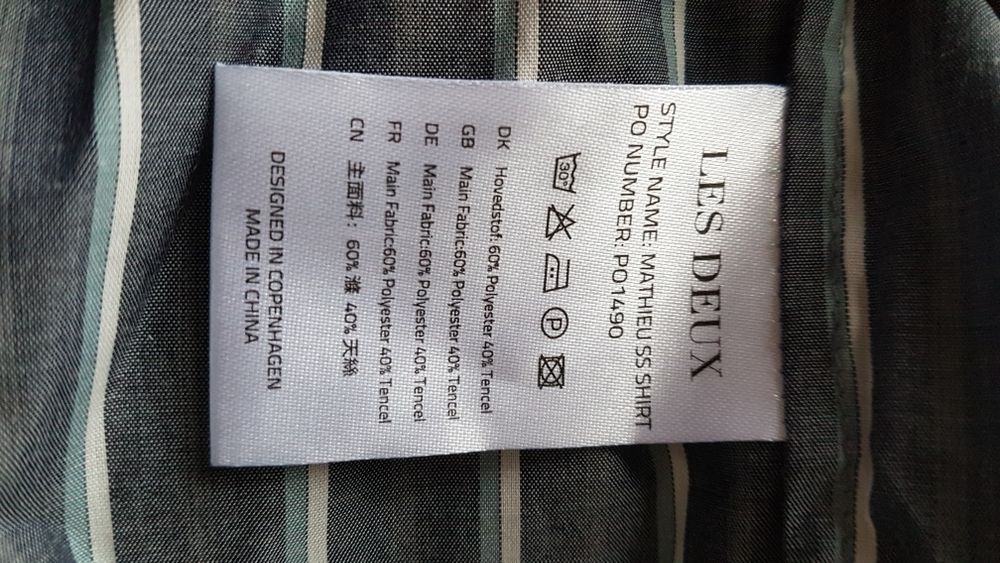 LES DEUX
STYLE NAME: MATHIEU SS SHIRT
PO NUMBER: PO1490
30°
P
DK Hovedstof: 60% Polyester 40% Tencel
GB Main Fabric:60% Polyester 40% Tencel
DE Main Fabric:60% Polyester 40% Tencel
FR Main Fabric:60% Polyester 40% Tencel
CN 主面料: 60% 滌 40% 天絲
DESIGNED IN COPENHAGEN
MADE IN CHINA